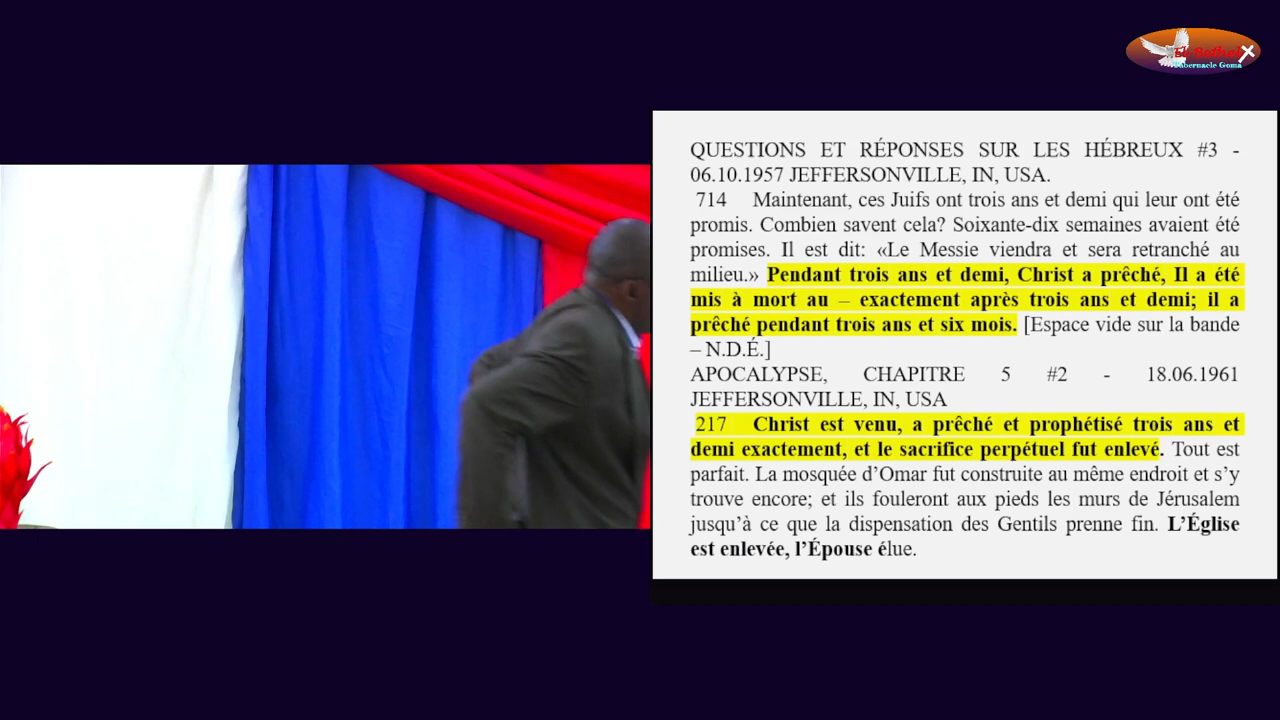 El-Bethel
Tabernacle Goma
QUESTIONS ET RÉPONSES SUR LES HÉBREUX #3 -
06.10.1957 JEFFERSONVILLE, IN, USA.
714 Maintenant, ces Juifs ont trois ans et demi qui leur ont été
promis. Combien savent cela? Soixante-dix semaines avaient été
promises. Il est dit: «Le Messie viendra et sera retranché au
milieu.» Pendant trois ans et demi, Christ a prêché, Il a été
mis à mort au – exactement après trois ans et demi; il a
prêché pendant trois ans et six mois. [Espace vide sur la bande
– N.D.É.]
APOCALYPSE, CHAPITRE 5 #2 - 18.06.1961
JEFFERSONVILLE, IN, USA
217 Christ est venu, a prêché et prophétisé trois ans et
demi exactement, et le sacrifice perpétuel fut enlevé. Tout est
parfait. La mosquée d’Omar fut construite au même endroit et s’y
trouve encore; et ils fouleront aux pieds les murs de Jérusalem
jusqu’à ce que la dispensation des Gentils prenne fin. L’Église
est enlevée, l’Épouse élue.